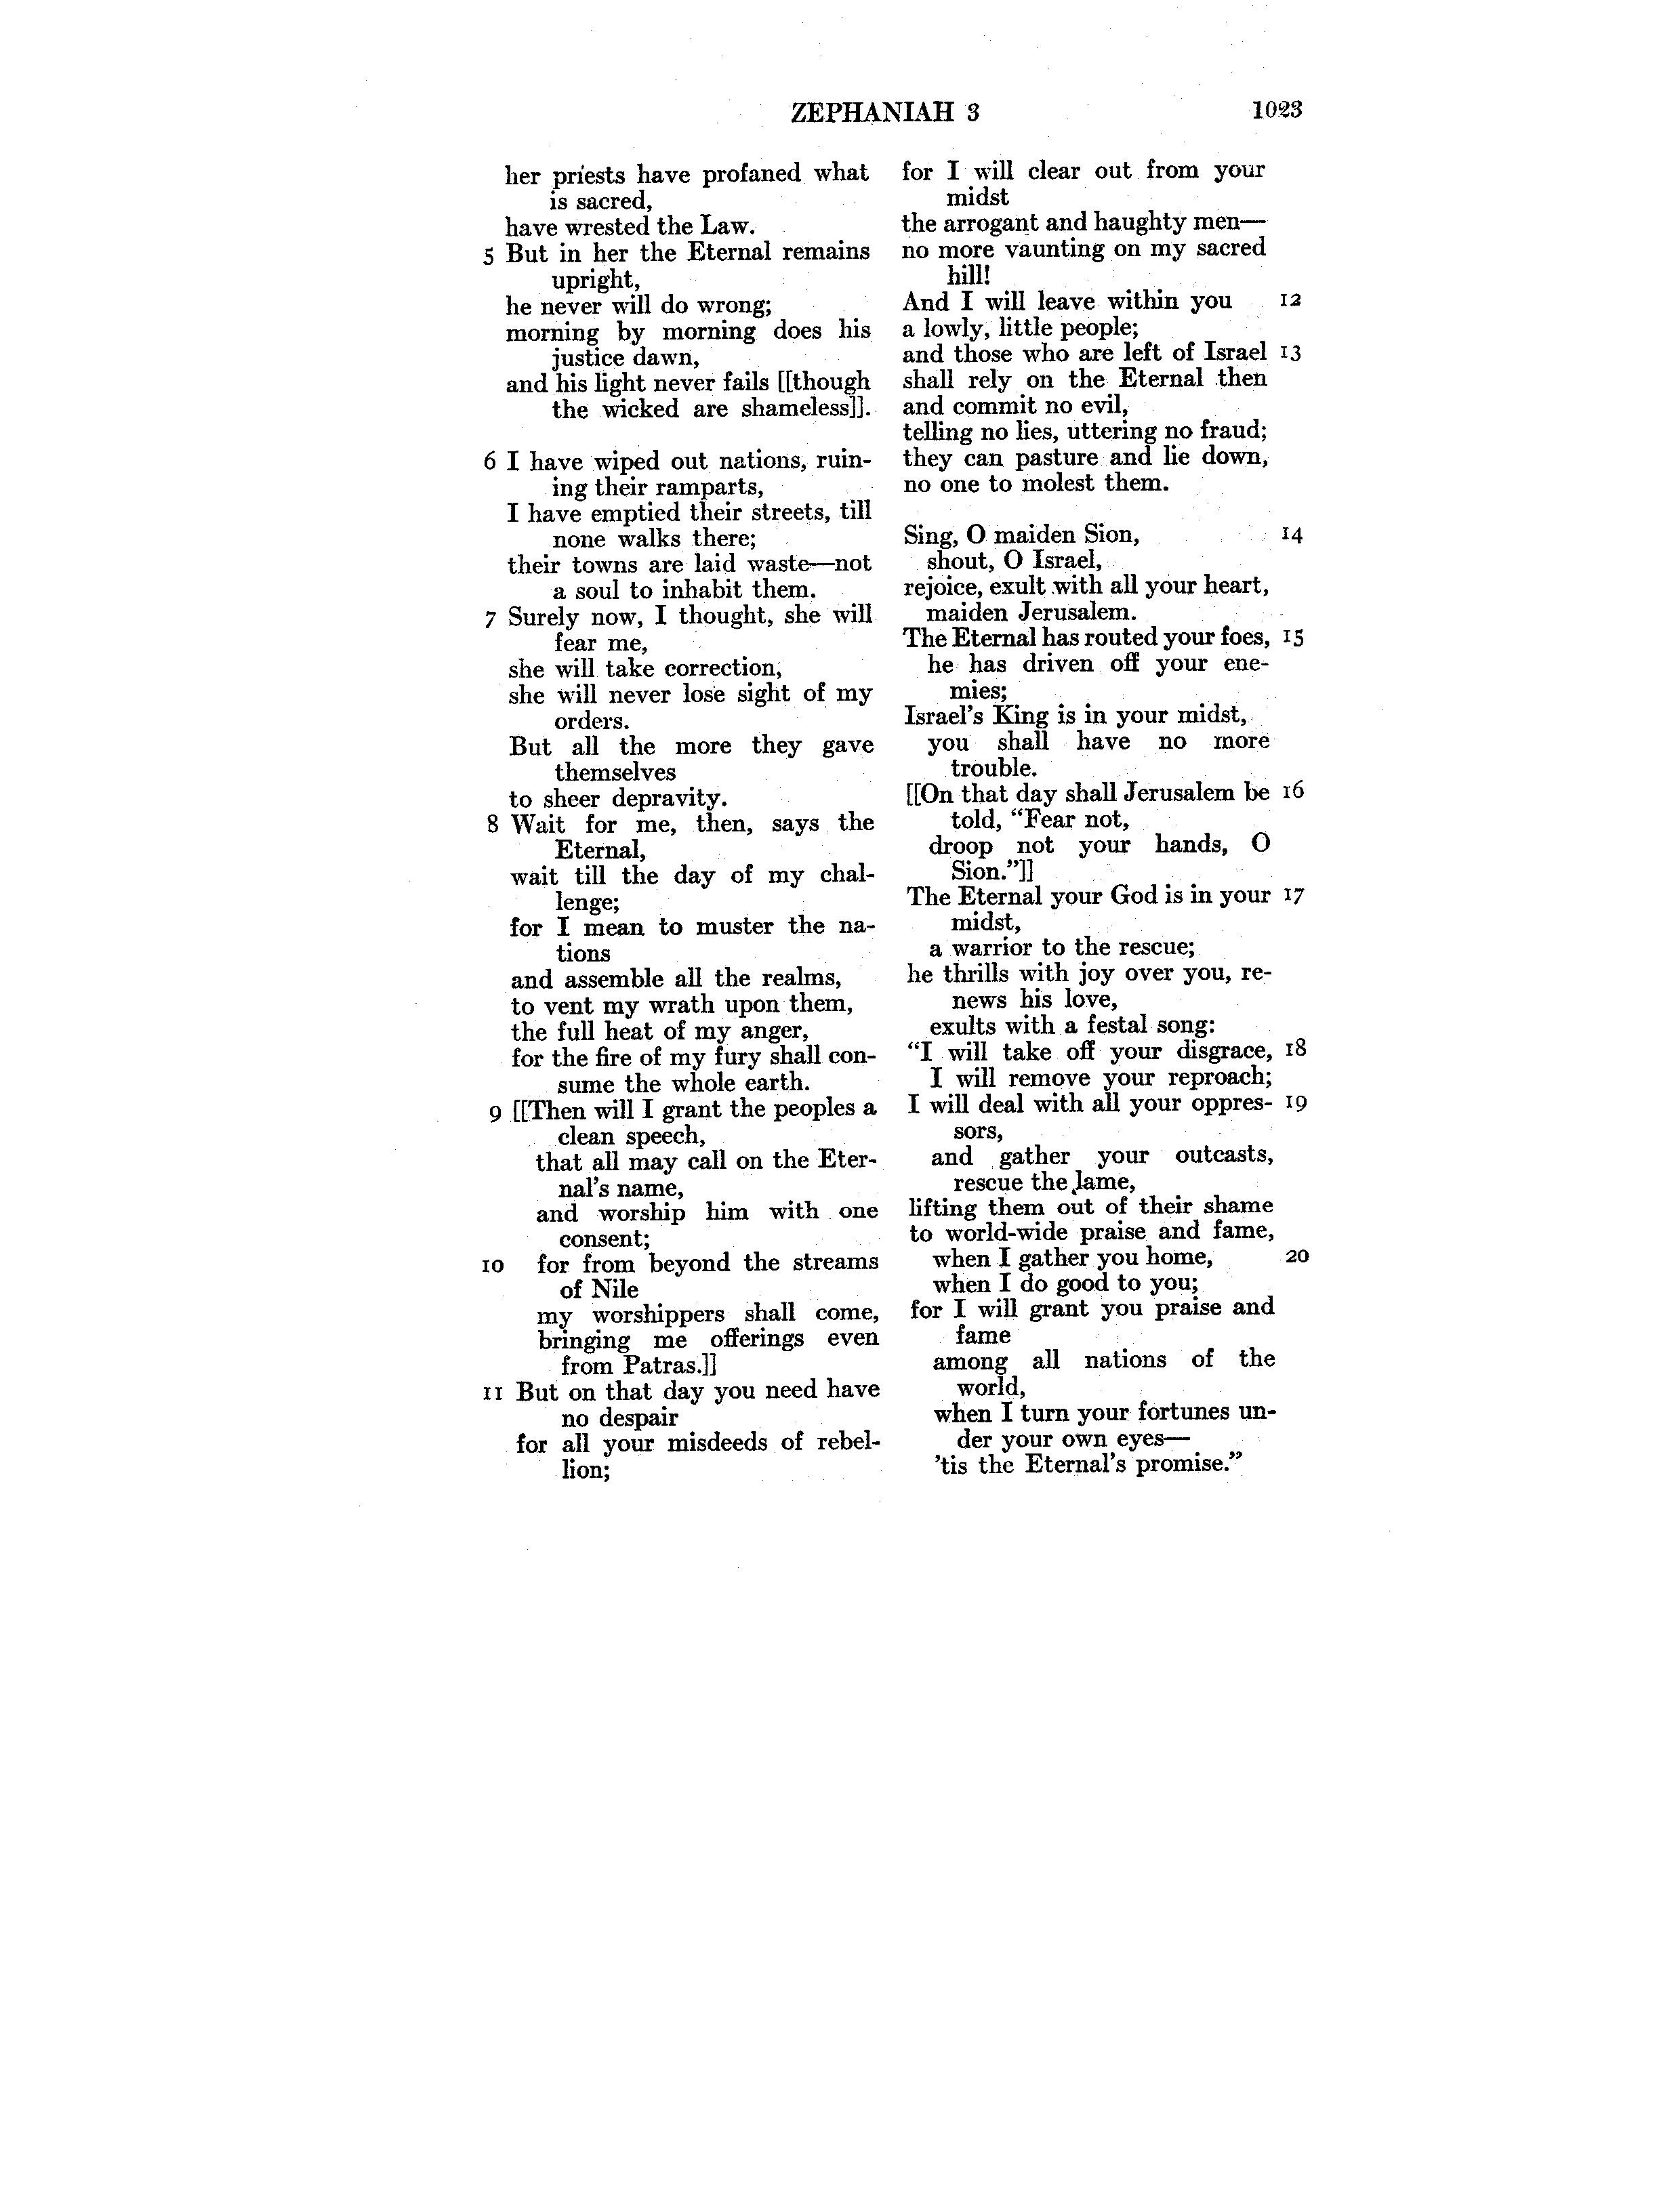 ZEPHANIAH 3 1023
her priests have profaned what
is sacred,
have wrested the Law.
5 But in her the Eternal remains
upright,
he never will do wrong;
morning by morning does his
justice dawn,
and his light never fails [[though
the wicked are shameless]].
6 I have wiped out nations, ruin-
ing their ramparts,
I have emptied their streets, till
none walks there;
their towns are laid waste—not
a soul to inhabit them.
7 Surely now, I thought, she will
fear me,
she will take correction,
she will never lose sight of my
orders.
But all the more they gave
themselves
to sheer depravity.
8 Wait for me, then, says the
Eternal,
wait till the day of my chal-
lenge;
for I mean to muster the na-
tions
and assemble all the realms,
to vent my wrath upon them,
the full heat of my anger,
for the fire of my fury shall con-
sume the whole earth.
9 [[Then will I grant the peoples a
clean speech,
that all may call on the Eter-
nal's name,
and worship him with one
consent;
10 for from beyond the streams
of Nile
my worshippers shall come,
bringing me offerings even
from Patras.]]
11 But on that day you need have
no despair
for all your misdeeds of rebel-
lion;
for I will clear out from your
midst
the arrogant and haughty men—
no more vaunting on my sacred
hill!
And I will leave within you 12
a lowly, little people;
and those who are left of Israel 13
shall rely on the Eternal then
and commit no evil,
telling no lies, uttering no fraud;
they can pasture and lie down,
no one to molest them.
Sing, O maiden Sion, 14
shout, O Israel,
rejoice, exult with all your heart,
maiden Jerusalem.
The Eternal has routed your foes, 15
he has driven off your ene-
mies;
Israel's King is in your midst,
you shall have no more
trouble.
[[On that day shall Jerusalem be 16
told, “Fear not,
droop not your hands, O
Sion.”]]
The Eternal your God is in your 17
midst,
a warrior to the rescue;
he thrills with joy over you, re-
news his love,
exults with a festal song:
“I will take off your disgrace, 18
I will remove your reproach;
I will deal with all your oppres- 19
sors,
and gather your outcasts,
rescue the lame,
lifting them out of their shame
to world-wide praise and fame,
when I gather you home, 20
when I do good to you;
for I will grant you praise and
fame
among all nations of the
world,
when I turn your fortunes un-
der your own eyes—
'tis the Eternal's promise.”